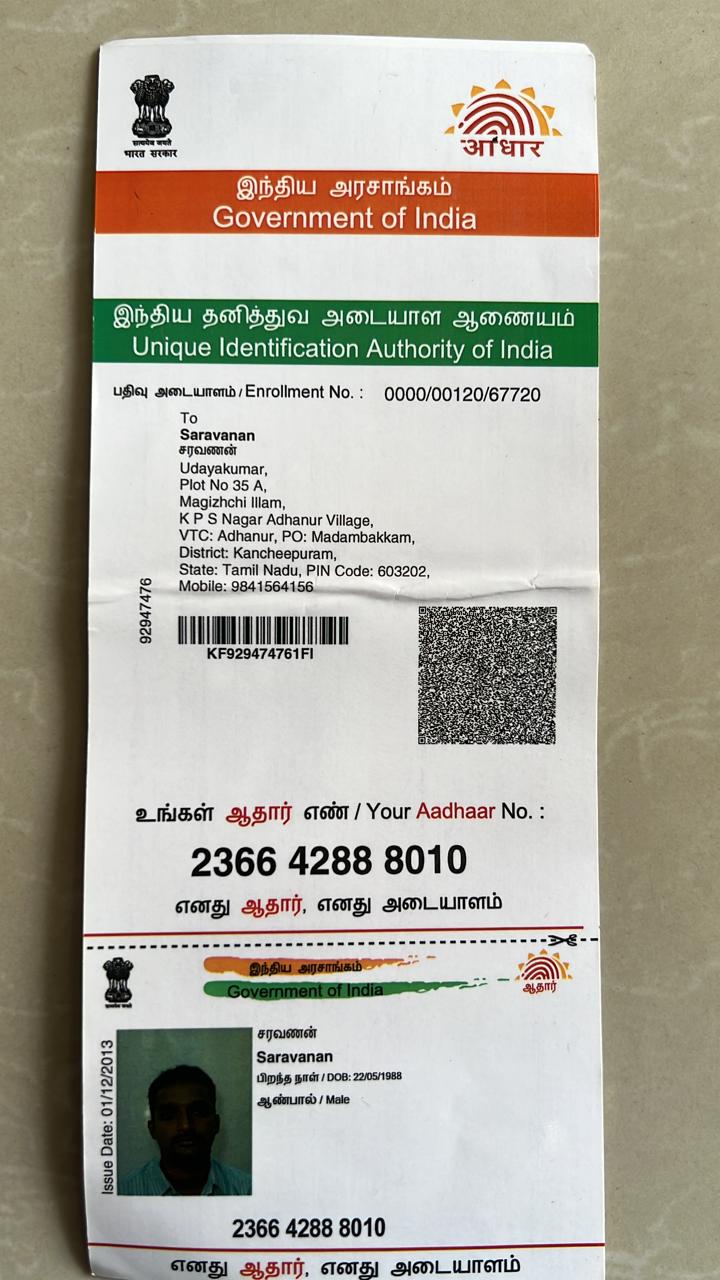 सत्यमेव जयते
भारत सरकार
आधार
இந்திய அரசாங்கம்
Government of India
இந்திய தனித்துவ அடையாள ஆணையம்
Unique Identification Authority of India
பதிவு அடையாளம் / Enrollment No. : 0000/00120/67720
To
Saravanan
சரவணன்
Udayakumar,
Plot No 35 A,
Magizhchi Illam,
K P S Nagar Adhanur Village,
VTC: Adhanur, PO: Madambakkam,
District: Kancheepuram,
State: Tamil Nadu, PIN Code: 603202,
Mobile: 9841564156
92947476
KF929474761FI
உங்கள் ஆதார் எண் / Your Aadhaar No. :
2366 4288 8010
எனது ஆதார், எனது அடையாளம்
இந்திய அரசாங்கம்
Government of India
ஆதார்
Issue Date: 01/12/2013
சரவணன்
Saravanan
பிறந்த நாள் / DOB: 22/05/1988
ஆண்பால் / Male
2366 4288 8010
எனது ஆதார், எனது அடையாளம்